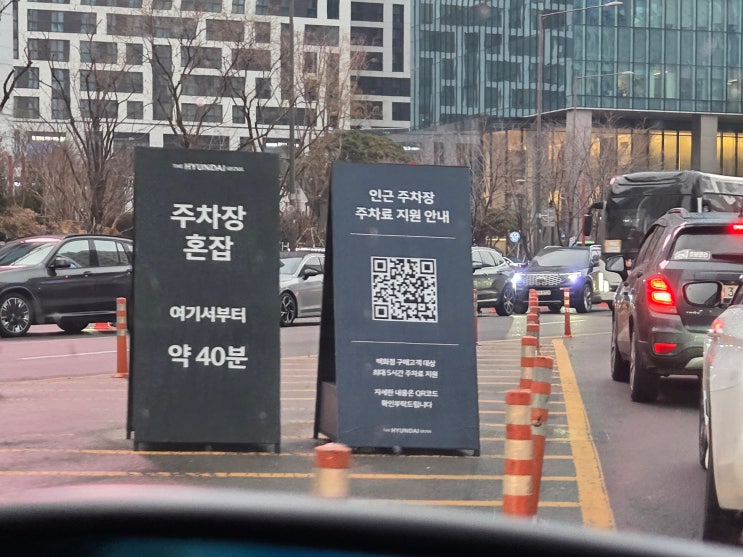 THE HYUNDAI SEOUL
주차장
혼잡
여기서부터
약 40분
인근 주차장
주차료 지원 안내
백화점 구매고객 대상
최대 5시간 주차료 지원
자세한 내용은 QR코드
확인부탁드립니다
THE HYUNDAI SEOUL